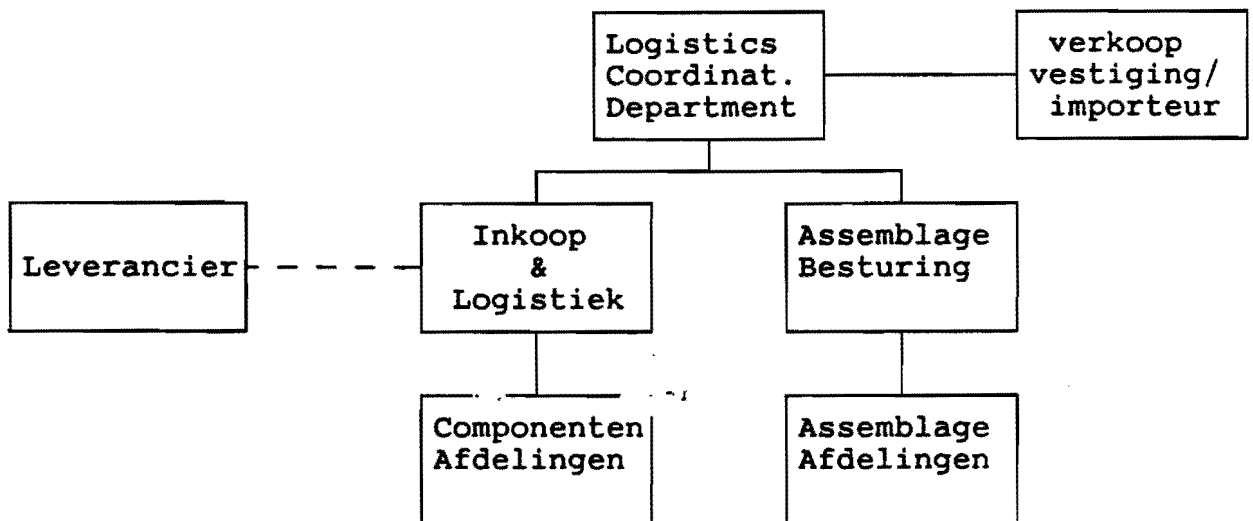 Logistics
Coordinat.
Department
verkoop
vestiging/
importeur
Leverancier
Inkoop
&
Logistiek
Assemblage
Besturing
Componenten
Afdelingen
Assemblage
Afdelingen